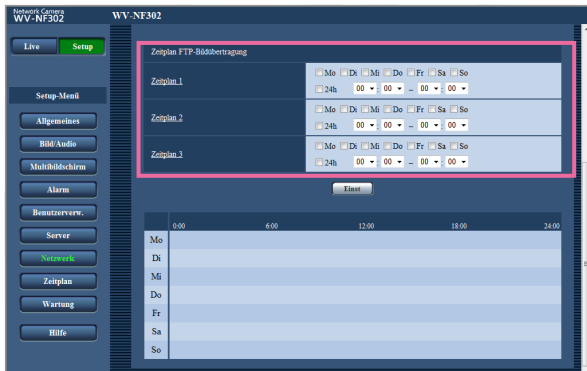 Network Camera
WV-NF302
WV-NF302
Live Setup
Setup-Menü
Allgemeines
Bild/Audio
Multibildschirm
Alarm
Benutzerverw.
Server
Netzwerk
Zeitplan
Wartung
Hilfe
Zeitplan FTP-Bildübertragung
Zeitplan 1
Mo Di Mi Do Fr Sa So
24h 00 : 00 – 00 : 00
Zeitplan 2
Mo Di Mi Do Fr Sa So
24h 00 : 00 – 00 : 00
Zeitplan 3
Mo Di Mi Do Fr Sa So
24h 00 : 00 – 00 : 00
Einst
0:00 6:00 12:00 18:00 24:00
Mo
Di
Mi
Do
Fr
Sa
So